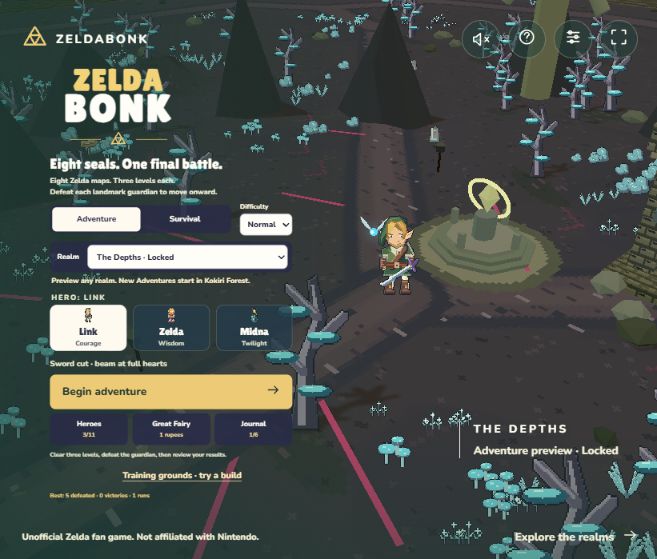 ZELDABONK
ZELDA
BONK
Eight seals. One final battle.
Eight Zelda maps. Three levels each.
Defeat each landmark guardian to move onward.
Adventure
Survival
Difficulty
Normal
Realm
The Depths · Locked
Preview any realm. New Adventures start in Kokiri Forest.
HERO: LINK
Link
Courage
Zelda
Wisdom
Midna
Twilight
Sword cut · beam at full hearts
Begin adventure →
Heroes
3/11
Great Fairy
1 rupees
Journal
1/6
Clear three levels, defeat the guardian, then review your results.
Training grounds · try a build
Best: 5 defeated · 0 victories · 1 runs
THE DEPTHS
Adventure preview · Locked
Unofficial Zelda fan game. Not affiliated with Nintendo.
Explore the realms →